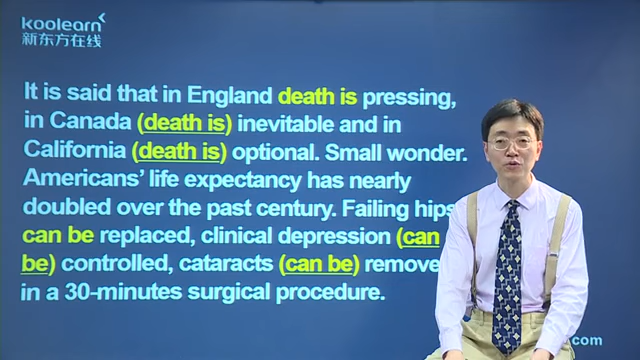 koolearn
新东方在线
It is said that in England death is pressing,
in Canada (death is) inevitable and in
California (death is) optional. Small wonder.
Americans' life expectancy has nearly
doubled over the past century. Failing hips
can be replaced, clinical depression (can
be) controlled, cataracts (can be) remove
in a 30-minutes surgical procedure.
.com